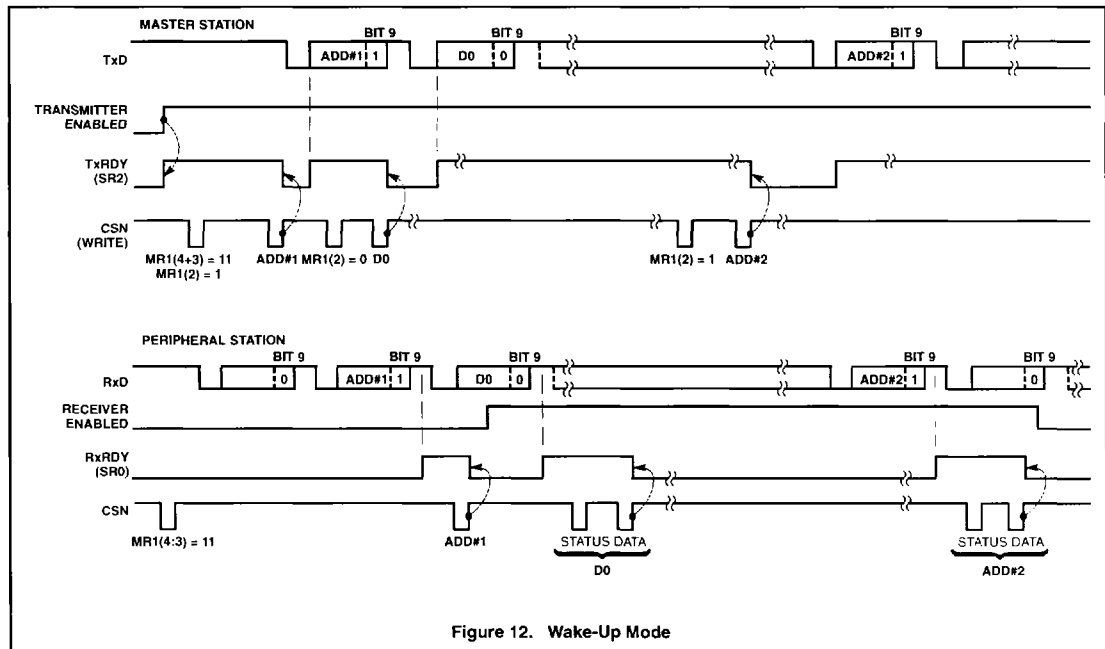 MASTER STATION
BIT 9 BIT 9 BIT 9
TxD ADD#1 1 D0 0 ADD#2 1
TRANSMITTER
ENABLED
TxRDY
(SR2)
CSN
(WRITE)
MR1(4+3) = 11 ADD#1 MR1(2) = 0 D0 MR1(2) = 1 ADD#2
MR1(2) = 1
PERIPHERAL STATION
BIT 9 BIT 9 BIT 9 BIT 9 BIT 9
RxD 0 ADD#1 1 D0 0 ADD#2 1 0
RECEIVER
ENABLED
RxRDY
(SR0)
CSN
MR1(4:3) = 11 ADD#1 STATUS DATA STATUS DATA
D0 ADD#2
Figure 12. Wake-Up Mode